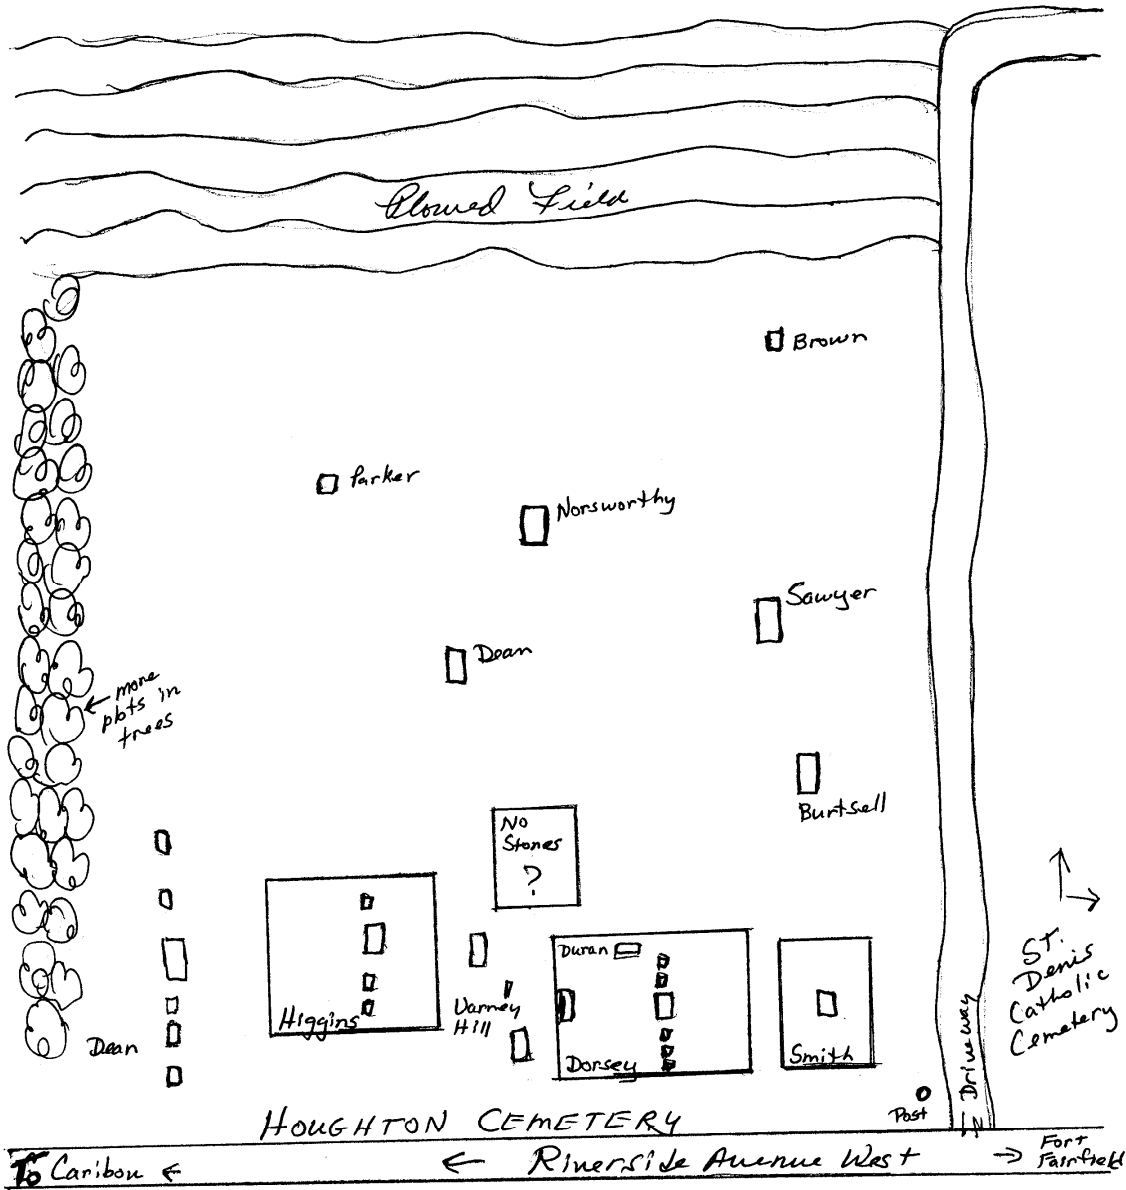 Plowed Field
Brown
Parker
Norsworthy
Sawyer
Dean
more
plots in
trees
Burtsell
No
Stones
?
Duran
St.
Denis
Catholic
Cemetery
Higgins
Varney
Hill
Dean
Dorsey
Smith
Driveway
Post
HOUGHTON CEMETERY
To Caribou
Riverside Avenue West
Fort
Fairfield